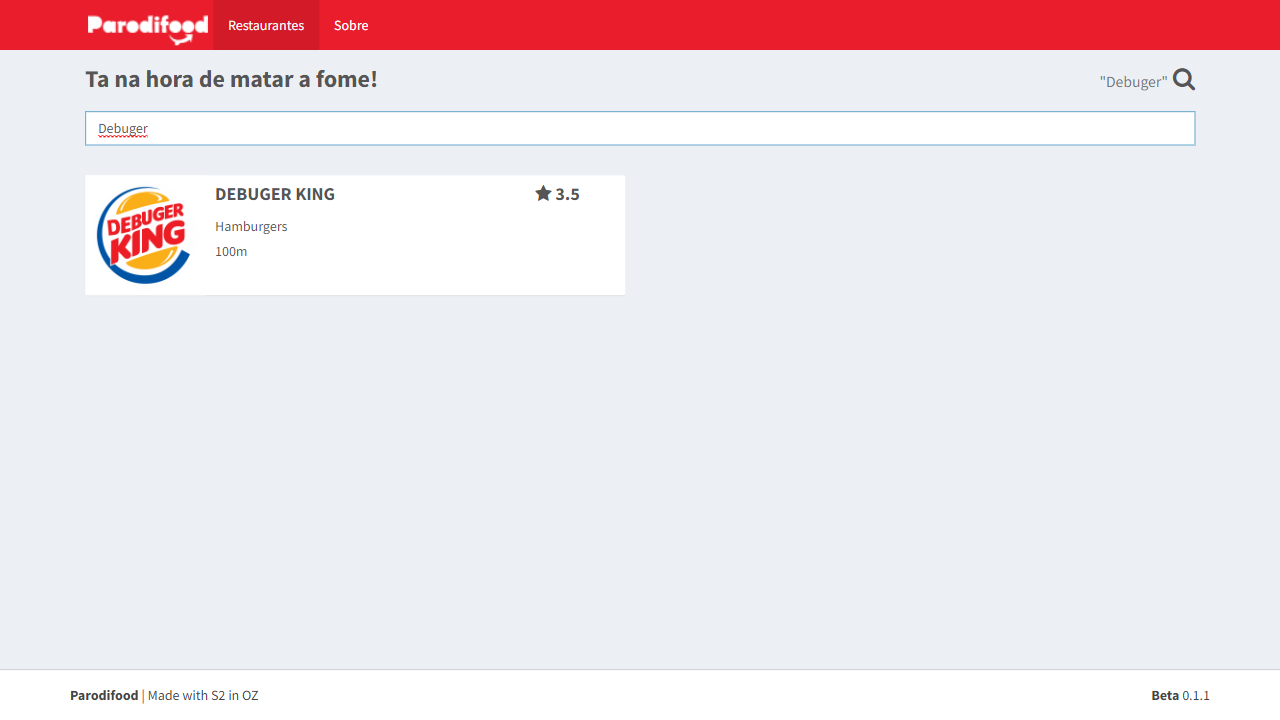 Parodifood Restaurantes Sobre
Ta na hora de matar a fome!
"Debuger"
Debuger
DEBUGER KING
DEBUGER KING
3.5
Hamburgers
100m
Parodifood | Made with S2 in OZ
Beta 0.1.1